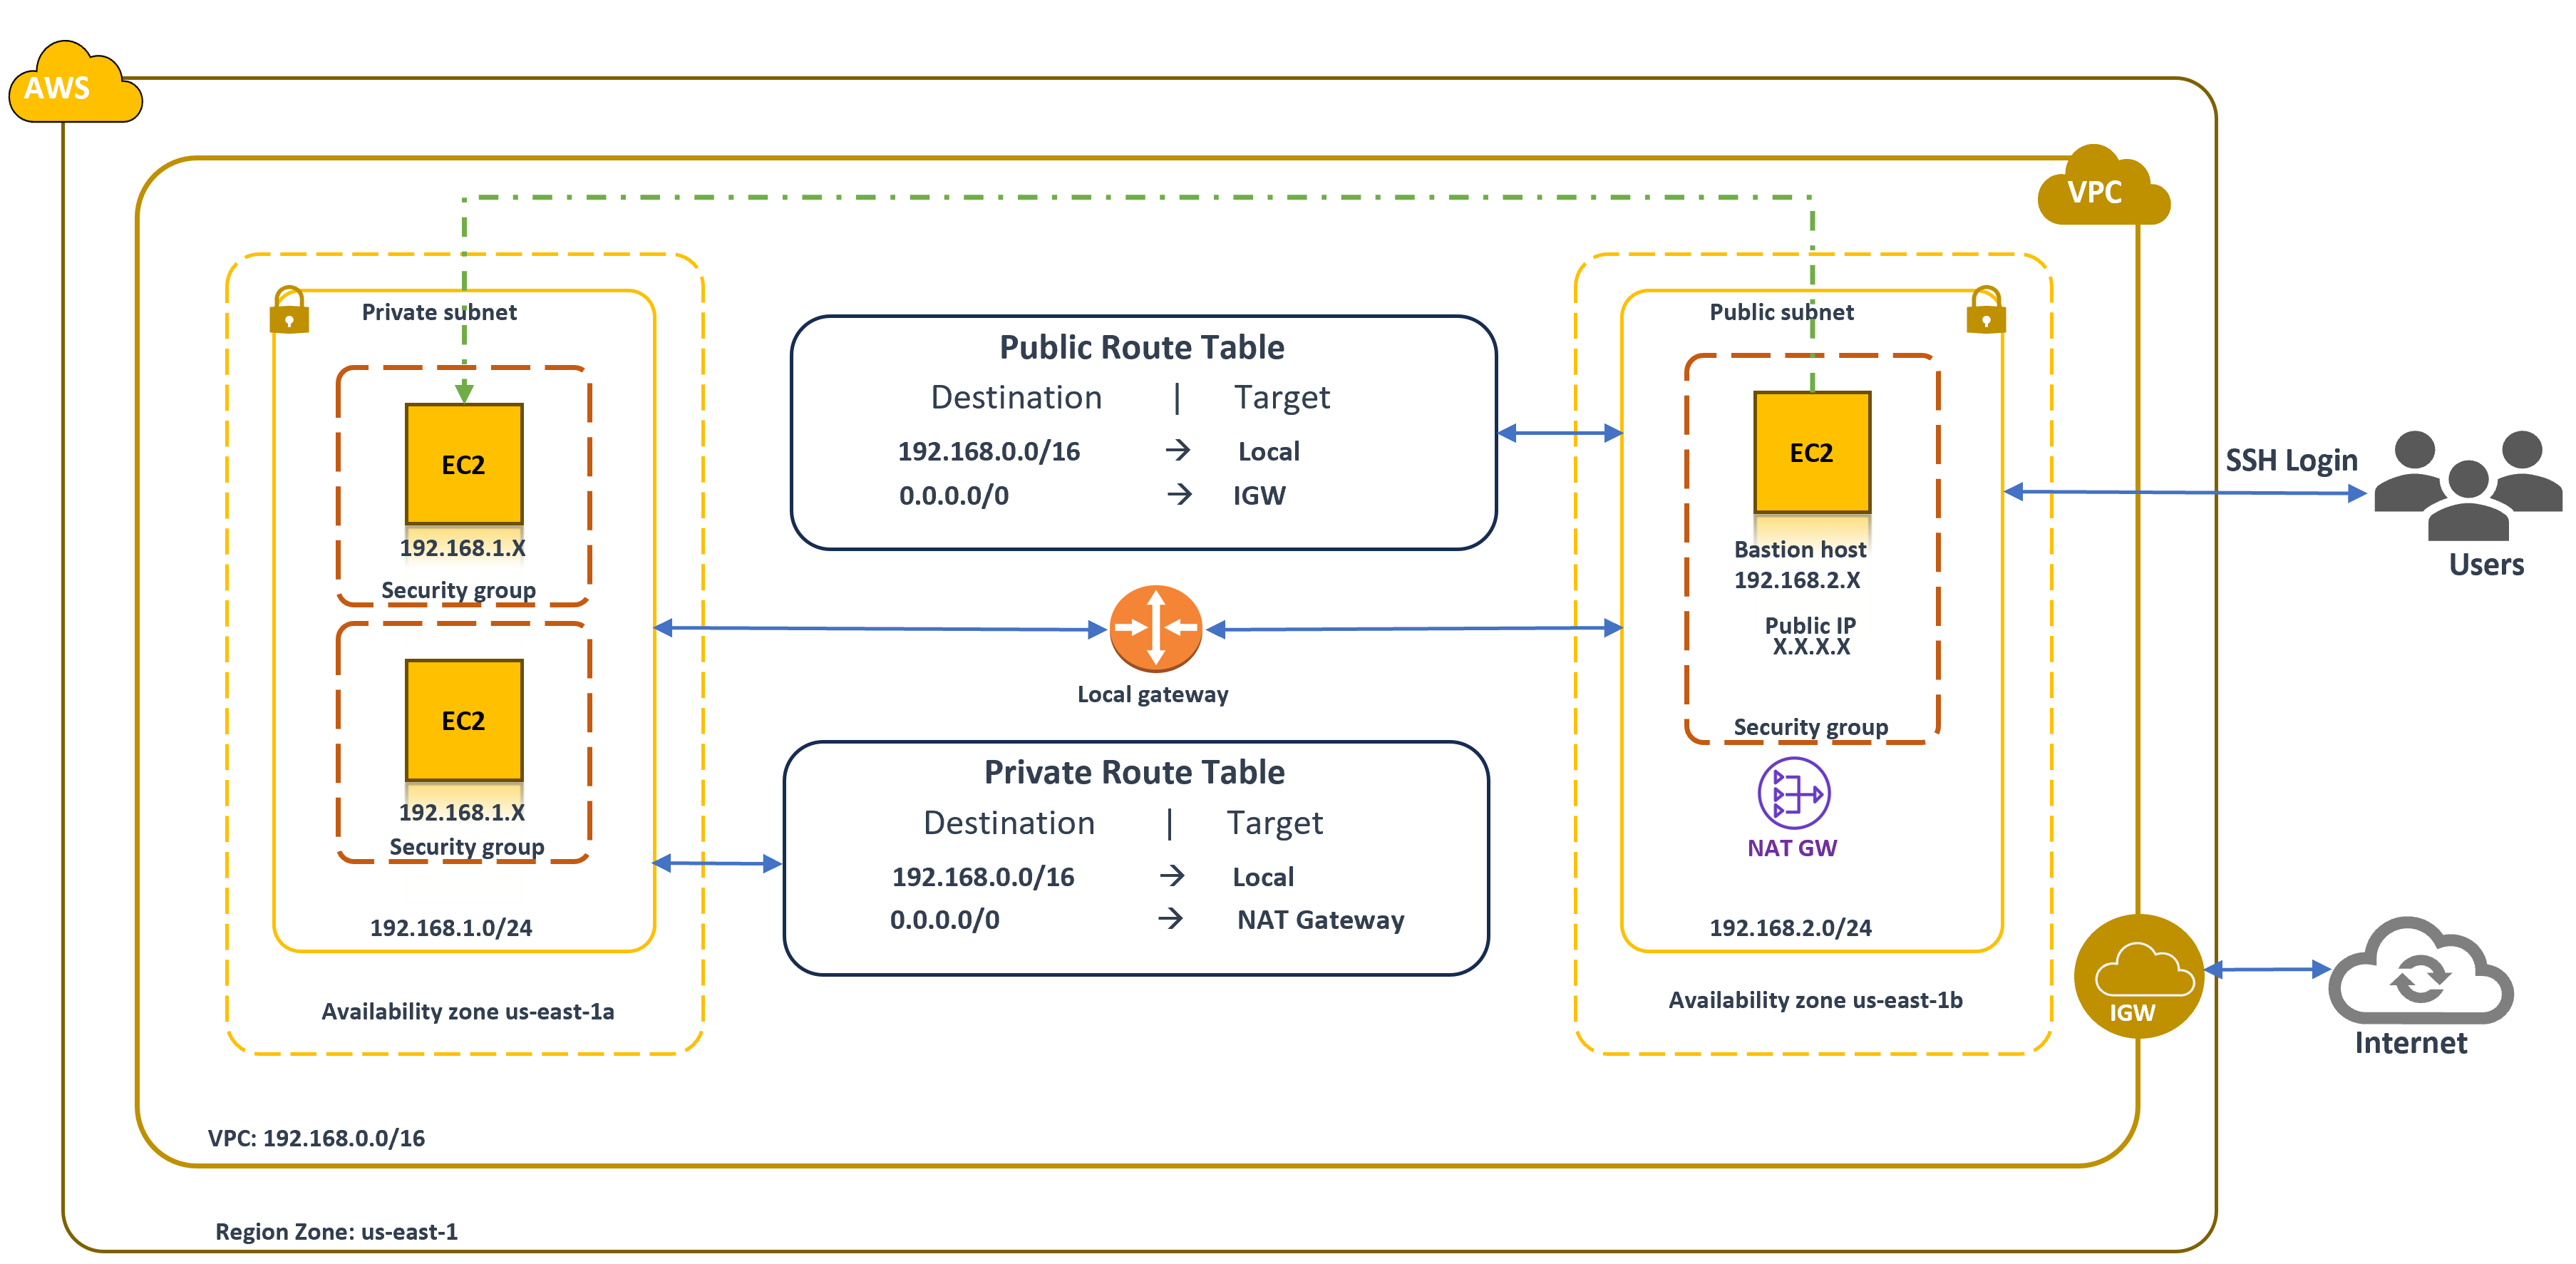 AWS
VPC
Private subnet
EC2
192.168.1.X
Security group
EC2
192.168.1.X
Security group
192.168.1.0/24
Availability zone us-east-1a
Public Route Table
Destination | Target
192.168.0.0/16 → Local
0.0.0.0/0 → IGW
Local gateway
Private Route Table
Destination | Target
192.168.0.0/16 → Local
0.0.0.0/0 → NAT Gateway
Public subnet
EC2
Bastion host
192.168.2.X
Public IP
X.X.X.X
Security group
NAT GW
192.168.2.0/24
Availability zone us-east-1b
SSH Login
Users
IGW
Internet
VPC: 192.168.0.0/16
Region Zone: us-east-1